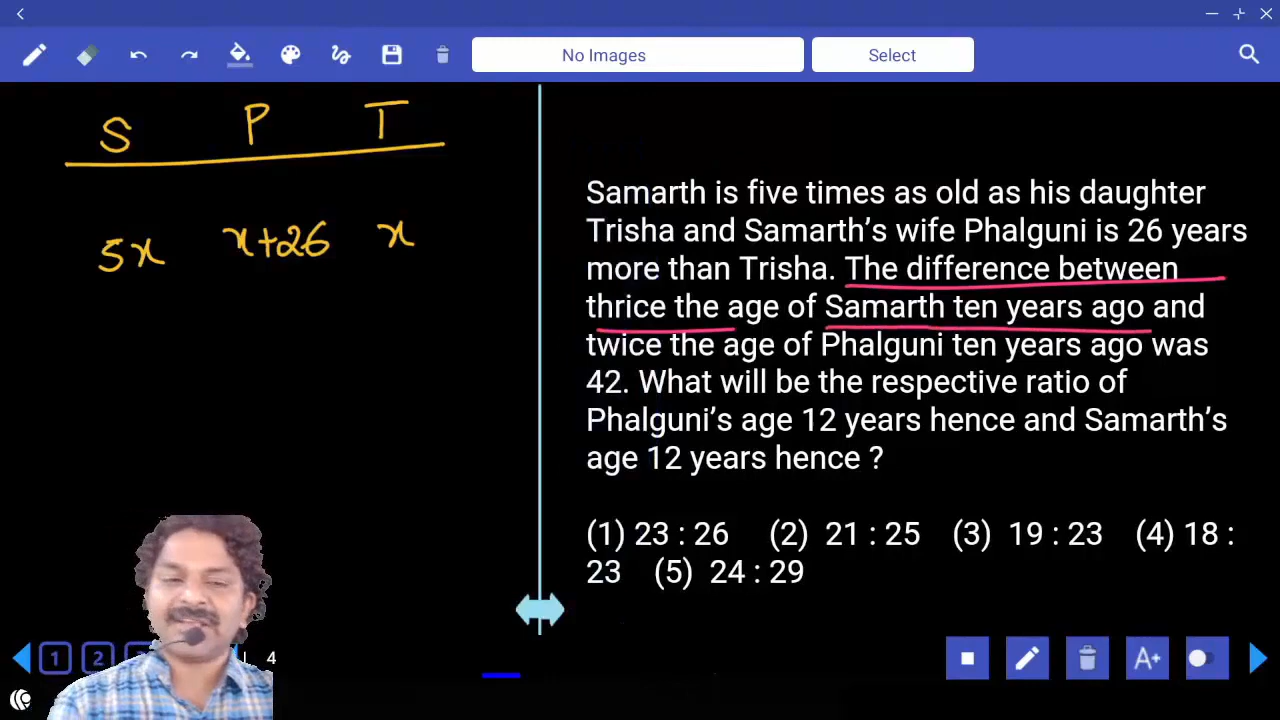 No Images
Select
S P T
5x x+26 x
Samarth is five times as old as his daughter
Trisha and Samarth’s wife Phalguni is 26 years
more than Trisha. The difference between
thrice the age of Samarth ten years ago and
twice the age of Phalguni ten years ago was
42. What will be the respective ratio of
Phalguni’s age 12 years hence and Samarth’s
age 12 years hence ?
(1) 23 : 26 (2) 21 : 25 (3) 19 : 23 (4) 18 :
23 (5) 24 : 29
1 2 4
A+